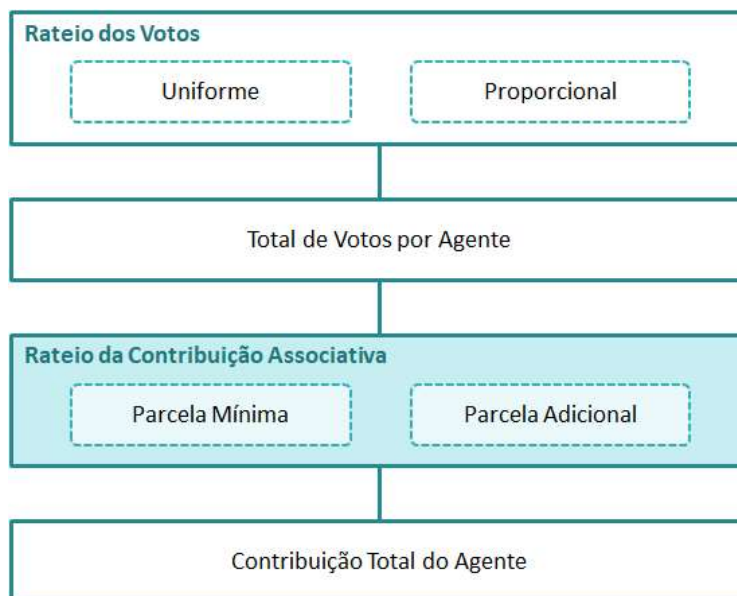 Rateio dos Votos
Uniforme
Proporcional
Total de Votos por Agente
Rateio da Contribuição Associativa
Parcela Mínima
Parcela Adicional
Contribuição Total do Agente